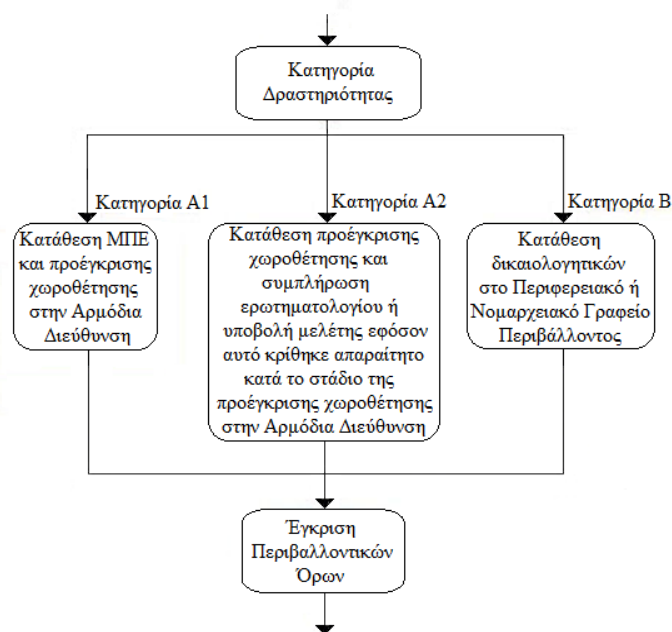 Κατηγορία
Δραστηριότητας
Κατηγορία Α1
Κατάθεση ΜΠΕ
και προέγκρισης
χωροθέτησης
στην Αρμόδια
Διεύθυνση
Κατηγορία Α2
Κατάθεση προέγκρισης
χωροθέτησης και
συμπλήρωση
ερωτηματολογίου ή
υποβολή μελέτης εφόσον
αυτό κρίθηκε απαραίτητο
κατά το στάδιο της
προέγκρισης χωροθέτησης
στην Αρμόδια Διεύθυνση
Κατηγορία Β
Κατάθεση
δικαιολογητικών
στο Περιφερειακό ή
Νομαρχειακό Γραφείο
Περιβάλλοντος
Έγκριση
Περιβαλλοντικών
Όρων